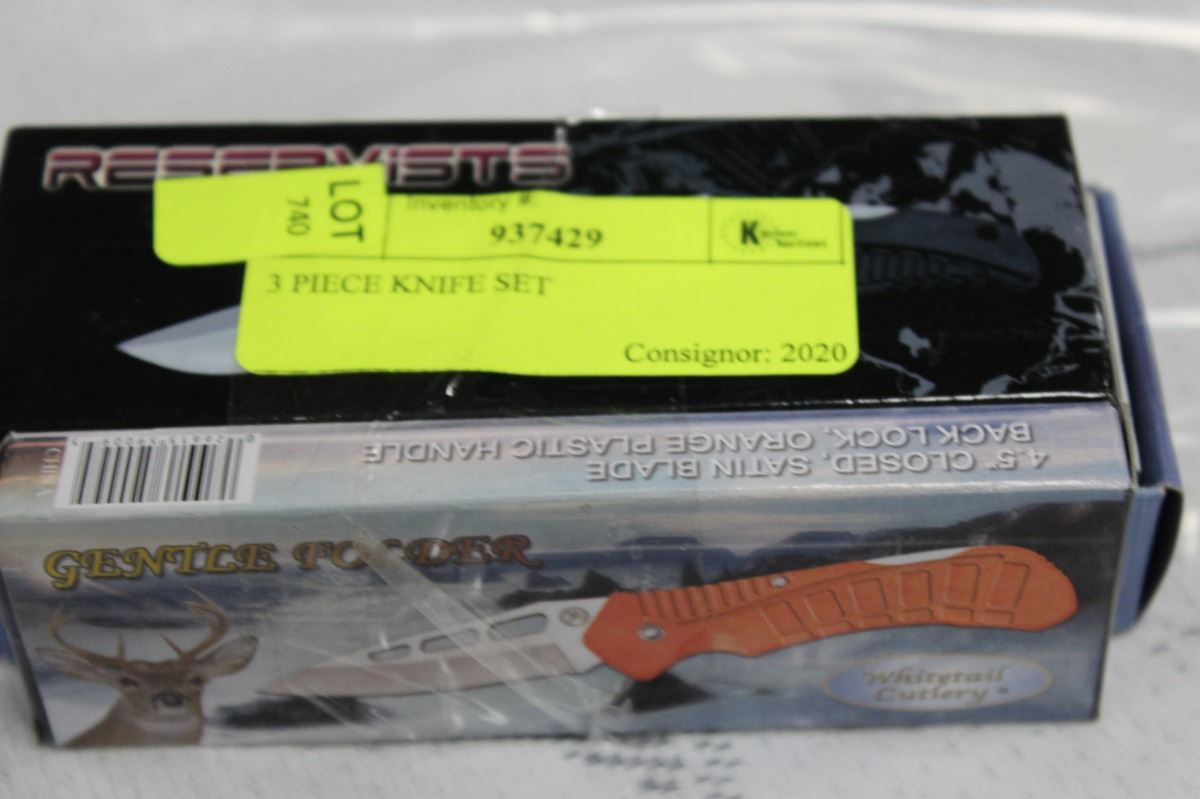 RESERVISTS
LOT
740
Inventory #:
937429
3 PIECE KNIFE SET
Consignor: 2020
4.5" CLOSED, SATIN BLADE
BACK LOCK, ORANGE PLASTIC HANDLE
CHINA
GENTLE FOLDER
Whitetail
Cutlery